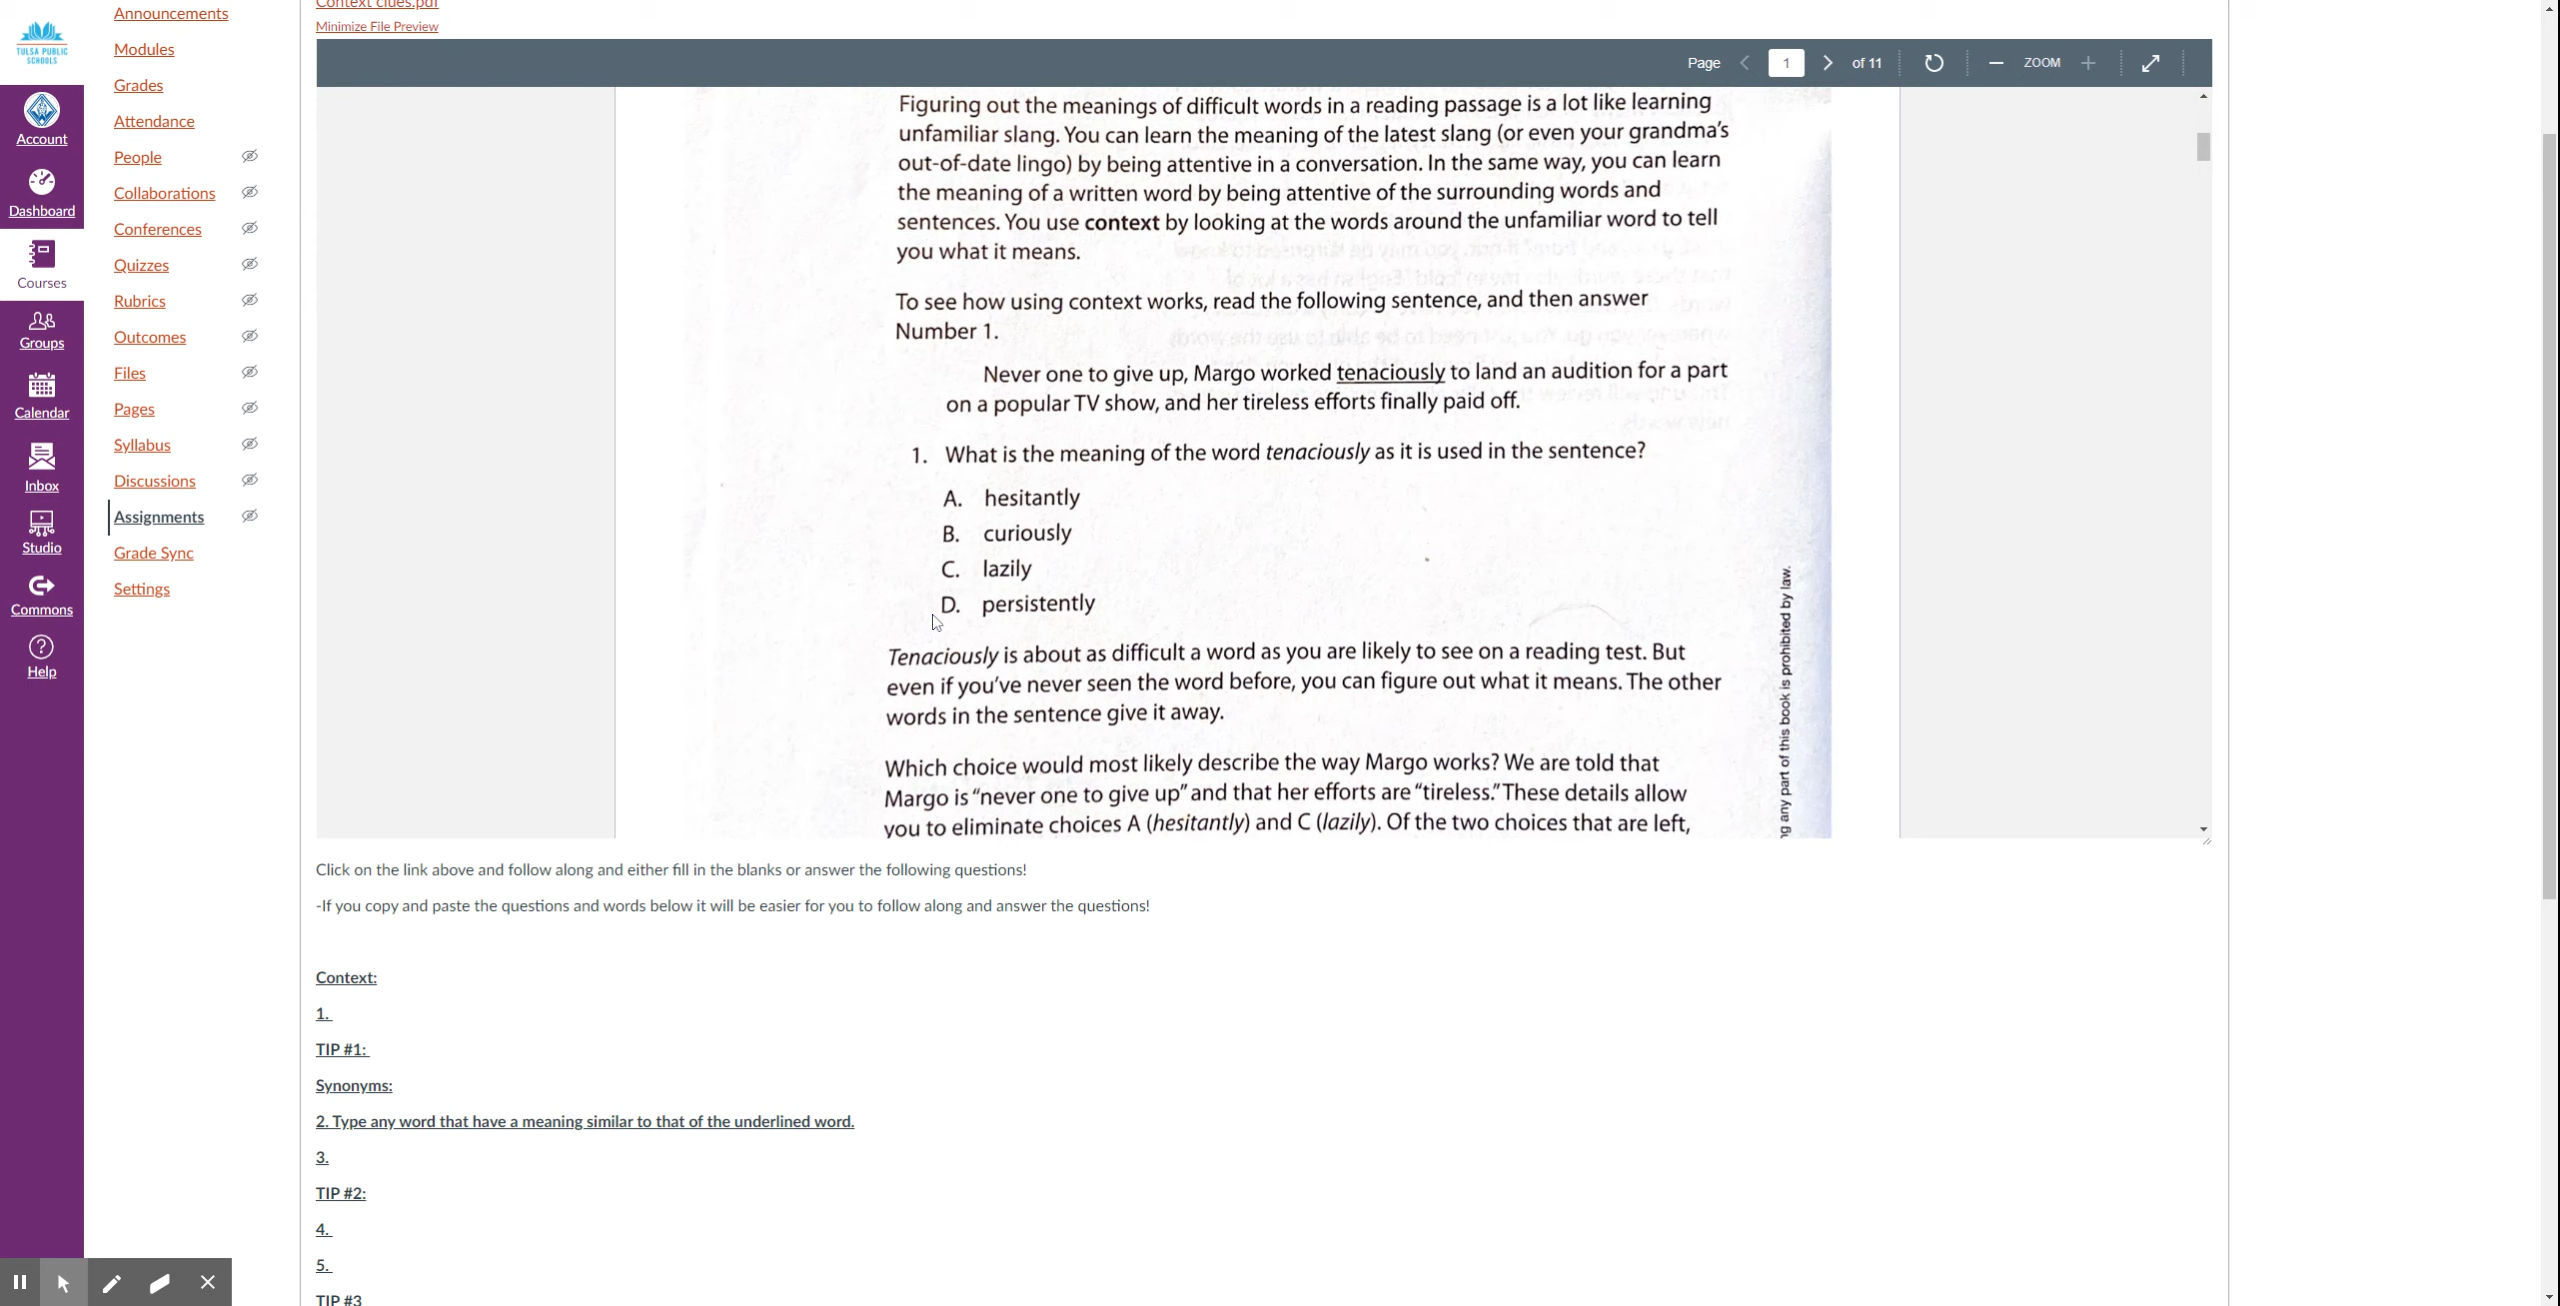 TULSA PUBLIC
SCHOOLS
Account
Dashboard
Courses
Groups
Calendar
Inbox
Studio
Commons
Help
Announcements
Modules
Grades
Attendance
People
Collaborations
Conferences
Quizzes
Rubrics
Outcomes
Files
Pages
Syllabus
Discussions
Assignments
Grade Sync
Settings
Context clues.pdf
Minimize File Preview
Page 1 of 11 ZOOM
Figuring out the meanings of difficult words in a reading passage is a lot like learning
unfamiliar slang. You can learn the meaning of the latest slang (or even your grandma's
out-of-date lingo) by being attentive in a conversation. In the same way, you can learn
the meaning of a written word by being attentive of the surrounding words and
sentences. You use context by looking at the words around the unfamiliar word to tell
you what it means.
To see how using context works, read the following sentence, and then answer
Number 1.
Never one to give up, Margo worked tenaciously to land an audition for a part
on a popular TV show, and her tireless efforts finally paid off.
1. What is the meaning of the word tenaciously as it is used in the sentence?
A. hesitantly
B. curiously
C. lazily
D. persistently
Tenaciously is about as difficult a word as you are likely to see on a reading test. But
even if you've never seen the word before, you can figure out what it means. The other
words in the sentence give it away.
Which choice would most likely describe the way Margo works? We are told that
Margo is "never one to give up" and that her efforts are "tireless." These details allow
you to eliminate choices A (hesitantly) and C (lazily). Of the two choices that are left,
any part of this book is prohibited by law.
Click on the link above and follow along and either fill in the blanks or answer the following questions!
-If you copy and paste the questions and words below it will be easier for you to follow along and answer the questions!
Context:
1.
TIP #1:
Synonyms:
2. Type any word that have a meaning similar to that of the underlined word.
3.
TIP #2:
4.
5.
TIP #3